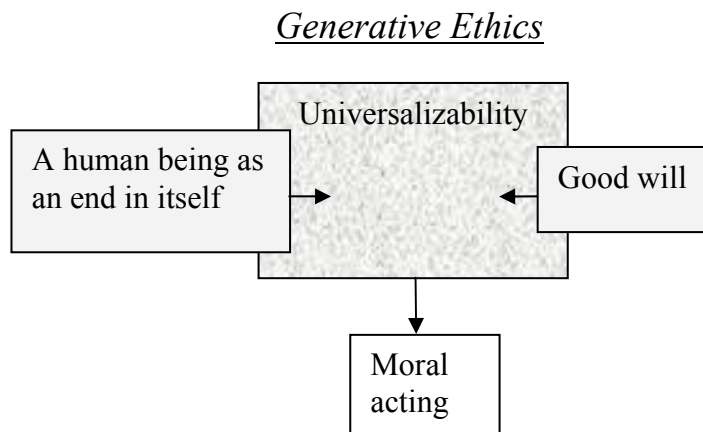 Generative Ethics
Universalizability
A human being as
an end in itself
Good will
Moral
acting